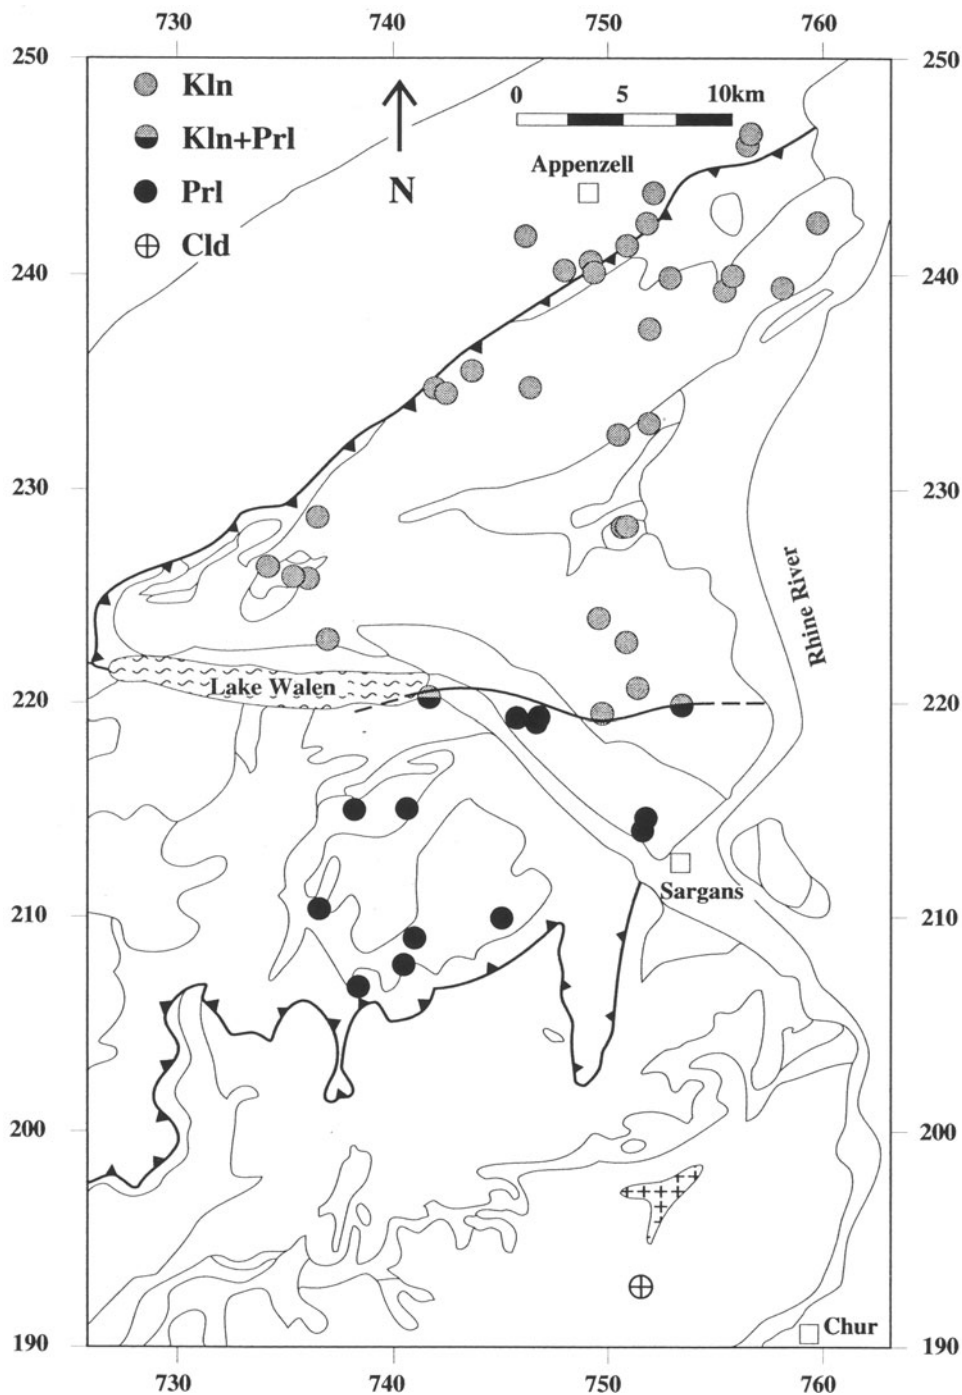 730 740 750 760
250 250
Kln
Kln+Prl
Prl
Cld
N
0 5 10km
Appenzell
240 240
230 230
Rhine River
Lake Walen
220 220
Sargans
210 210
200 200
Chur
190 190
730 740 750 760